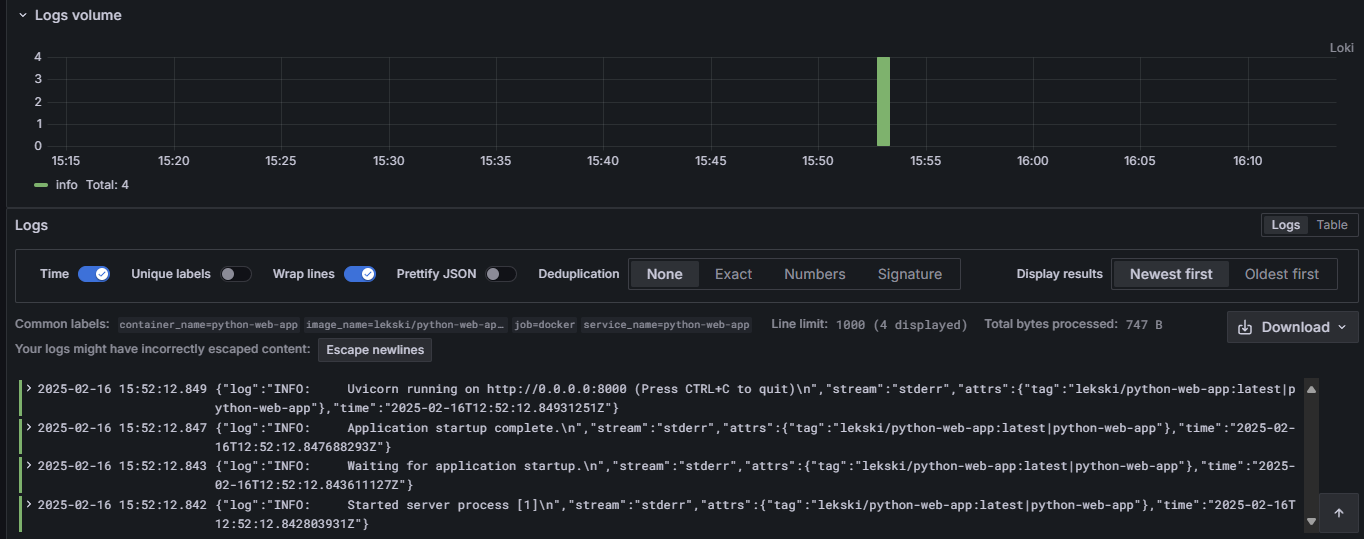 Logs volume
Loki
4
3
2
1
0
15:15 15:20 15:25 15:30 15:35 15:40 15:45 15:50 15:55 16:00 16:05 16:10
info Total: 4
Logs
Logs Table
Time Unique labels Wrap lines Prettify JSON Deduplication None Exact Numbers Signature Display results Newest first Oldest first
Common labels: container_name=python-web-app image_name=lekski/python-web-ap… job=docker service_name=python-web-app Line limit: 1000 (4 displayed) Total bytes processed: 747 B
Download
Your logs might have incorrectly escaped content: Escape newlines
2025-02-16 15:52:12.849 {"log":"INFO:     Uvicorn running on http://0.0.0.0:8000 (Press CTRL+C to quit)\n","stream":"stderr","attrs":{"tag":"lekski/python-web-app:latest|p
ython-web-app"},"time":"2025-02-16T12:52:12.84931251Z"}
2025-02-16 15:52:12.847 {"log":"INFO:     Application startup complete.\n","stream":"stderr","attrs":{"tag":"lekski/python-web-app:latest|python-web-app"},"time":"2025-02-
16T12:52:12.847688293Z"}
2025-02-16 15:52:12.843 {"log":"INFO:     Waiting for application startup.\n","stream":"stderr","attrs":{"tag":"lekski/python-web-app:latest|python-web-app"},"time":"2025-
02-16T12:52:12.843611127Z"}
2025-02-16 15:52:12.842 {"log":"INFO:     Started server process [1]\n","stream":"stderr","attrs":{"tag":"lekski/python-web-app:latest|python-web-app"},"time":"2025-02-16T
12:52:12.842803931Z"}